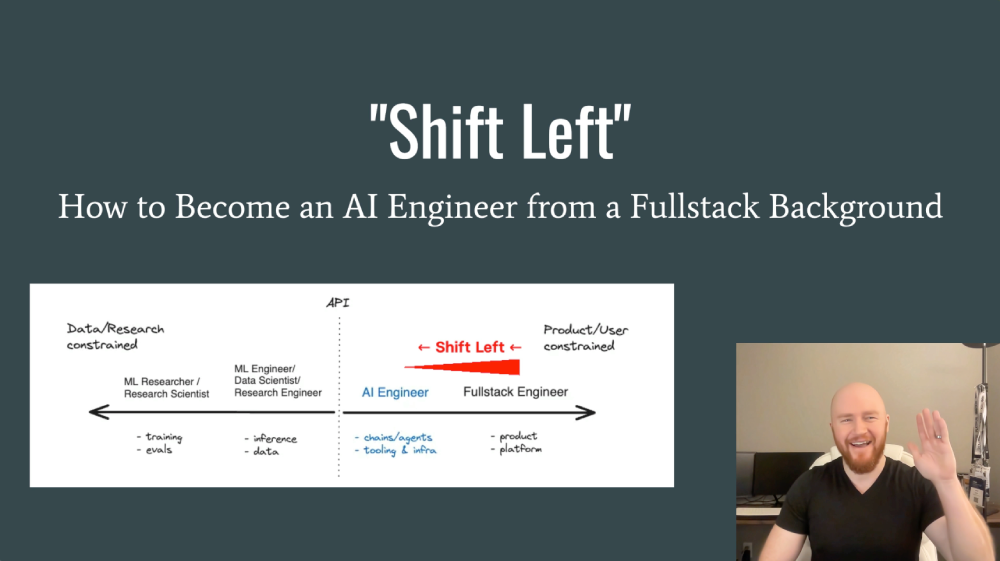 "Shift Left"
How to Become an AI Engineer from a Fullstack Background
API
Data/Research
constrained
← Shift Left ←
Product/User
constrained
ML Researcher /
Research Scientist
ML Engineer/
Data Scientist/
Research Engineer
AI Engineer
Fullstack Engineer
- training
- evals
- inference
- data
- chains/agents
- tooling & infra
- product
- platform